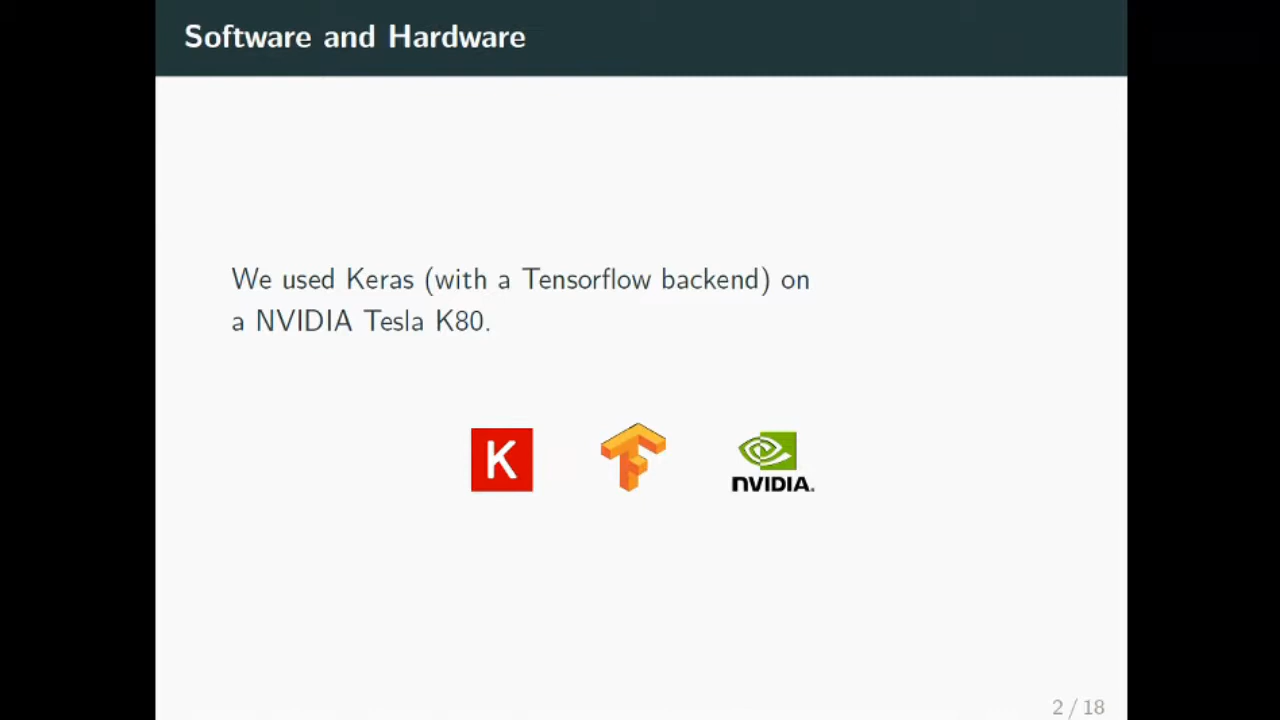 Software and Hardware
We used Keras (with a Tensorflow backend) on
a NVIDIA Tesla K80.
K
NVIDIA.
2 / 18